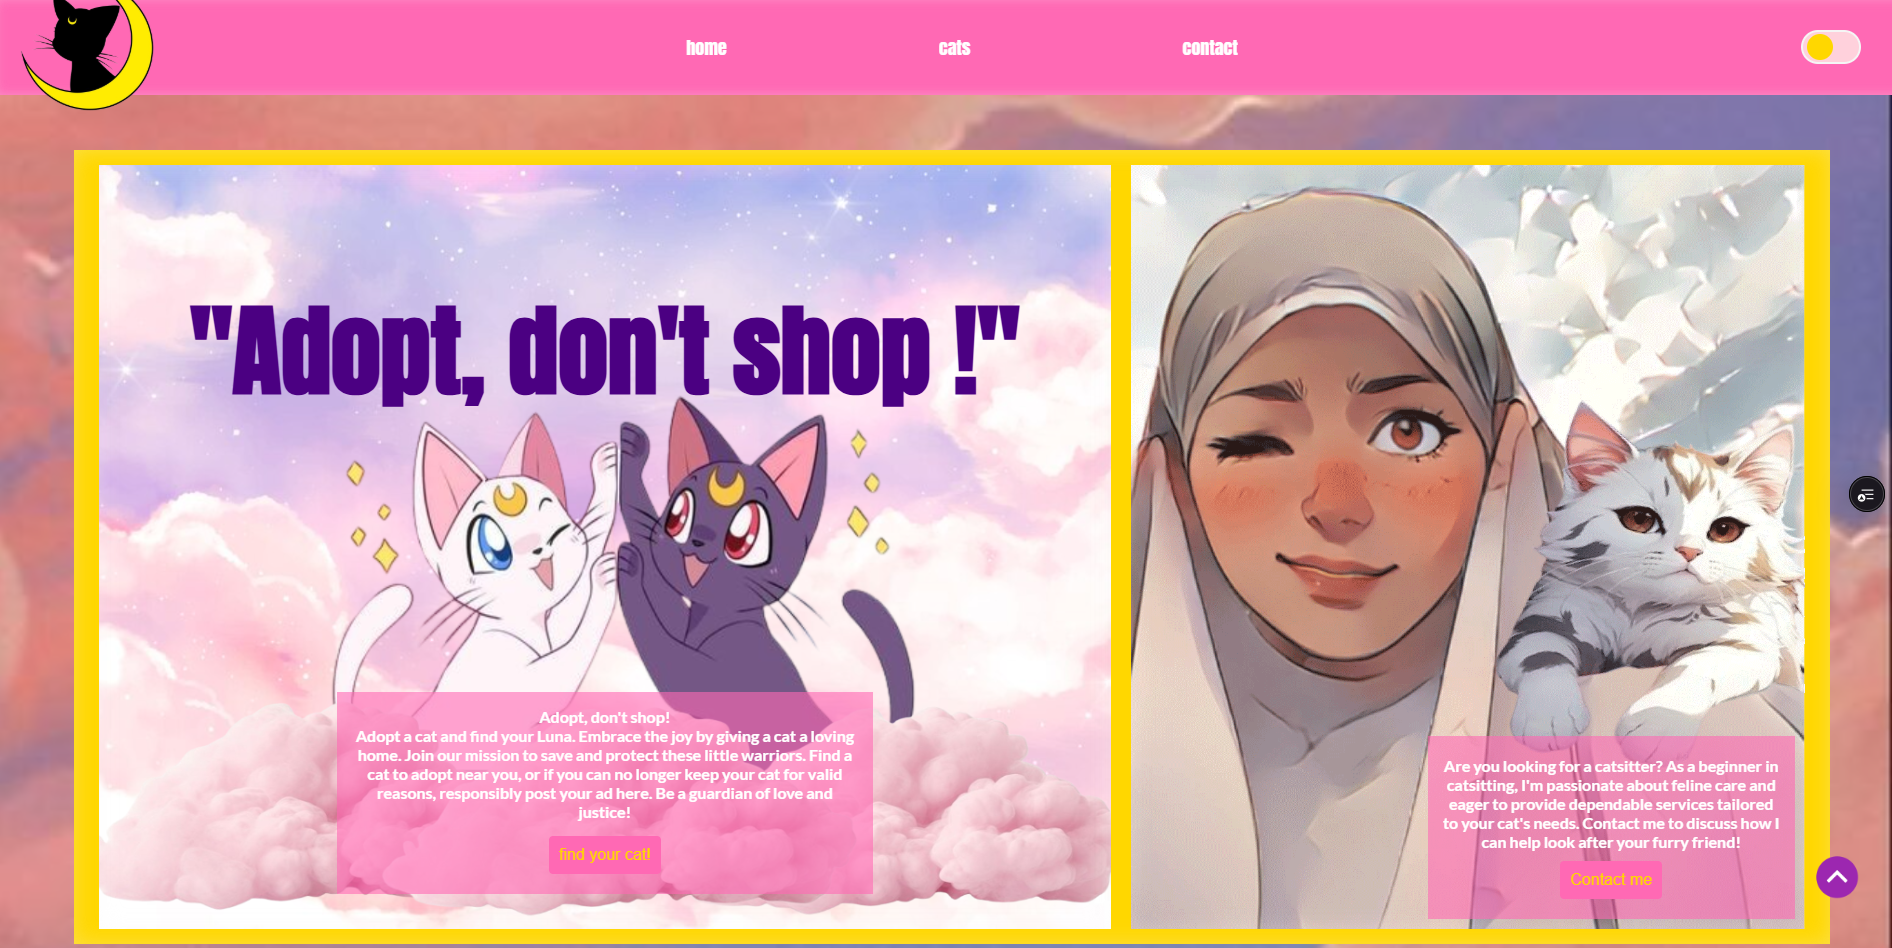 home
cats
contact
"Adopt, don't shop !"
Adopt, don't shop!
Adopt a cat and find your Luna. Embrace the joy by giving a cat a loving
home. Join our mission to save and protect these little warriors. Find a
cat to adopt near you, or if you can no longer keep your cat for valid
reasons, responsibly post your ad here. Be a guardian of love and
justice!
find your cat!
Are you looking for a catsitter? As a beginner in
catsitting, I'm passionate about feline care and
eager to provide dependable services tailored
to your cat's needs. Contact me to discuss how I
can help look after your furry friend!
Contact me